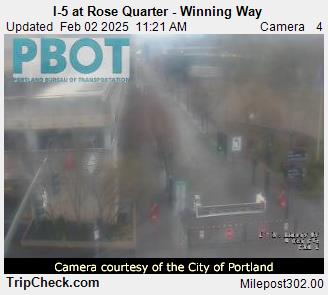 I-5 at Rose Quarter - Winning Way
Updated Feb 02 2025 11:21 AM Camera 4
PBOT
PORTLAND BUREAU OF TRANSPORTATION
Camera courtesy of the City of Portland
TripCheck.com Milepost302.00